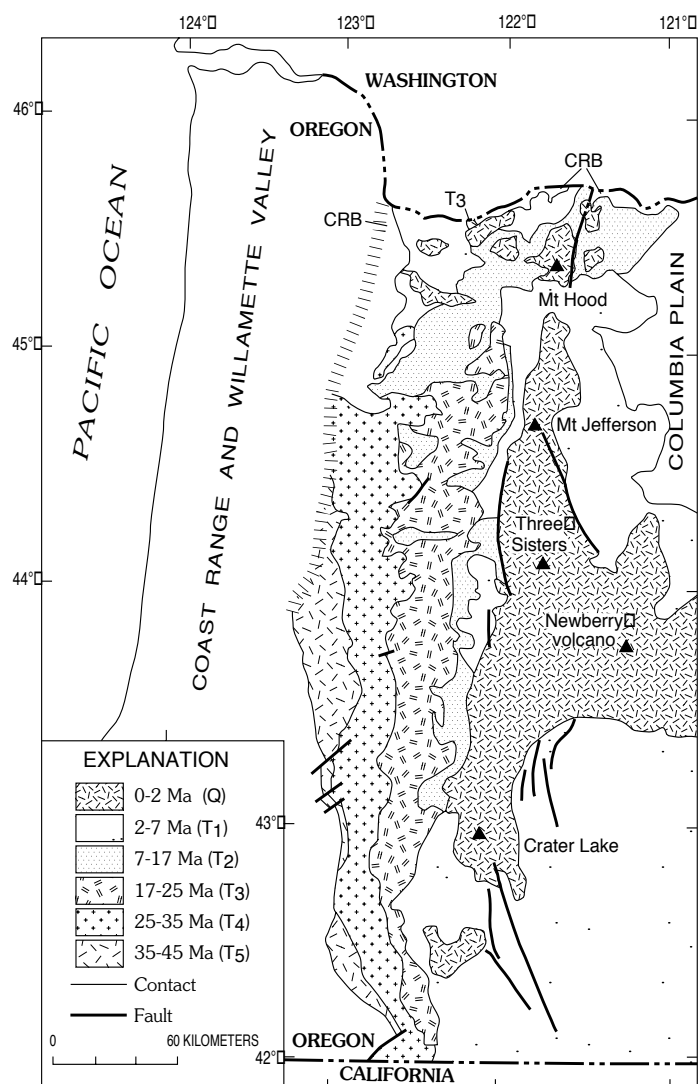 124° 123° 122° 121°
46°
WASHINGTON
OREGON
CRB
T3
CRB
PACIFIC OCEAN
COAST RANGE AND WILLAMETTE VALLEY
COLUMBIA PLAIN
Mt Hood
45°
Mt Jefferson
Three
Sisters
44°
Newberry
volcano
EXPLANATION
0-2 Ma (Q)
2-7 Ma (T1)
7-17 Ma (T2)
17-25 Ma (T3)
25-35 Ma (T4)
35-45 Ma (T5)
Contact
Fault
0 60 KILOMETERS
43°
Crater Lake
42°
OREGON
CALIFORNIA